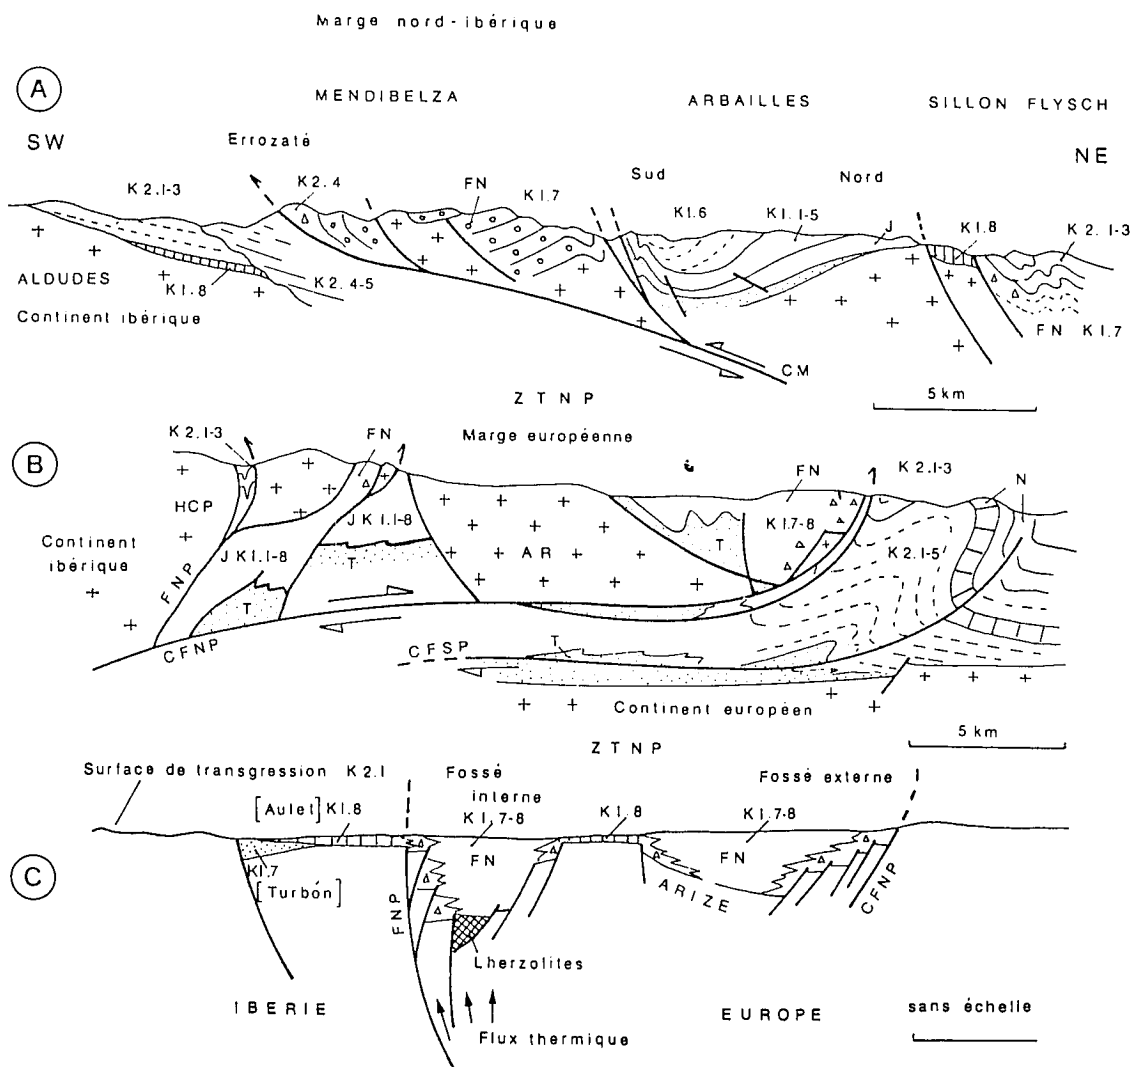 Marge nord-ibérique
A
MENDIBELZA
ARBAILLES
SILLON FLYSCH
SW
NE
Errozaté
K2.1-3
K2.4
FN
K1.7
Sud
Nord
K1.6
K1.1-5
J
K1.8
K2.1-3
ALDUDES
K1.8
K2.4-5
Continent ibérique
FN K1.7
CM
5 km
ZTNP
B
K2.1-3
FN
Marge européenne
FN
K2.1-3
N
HCP
JK1.1-8
K1.7-8
T
Continent ibérique
AR
T
K2.1-5
JK1.1-8
FNP
T
CFNP
CFSP
T
Continent européen
5 km
ZTNP
Surface de transgression K2.1
Fossé interne
Fossé externe
[Aulet] K1.8
K1.7-8
K1.8
K1.7-8
C
K1.7
FN
FN
[Turbón]
FNP
ARIZE
CFNP
Lherzolites
IBERIE
EUROPE
sans échelle
Flux thermique